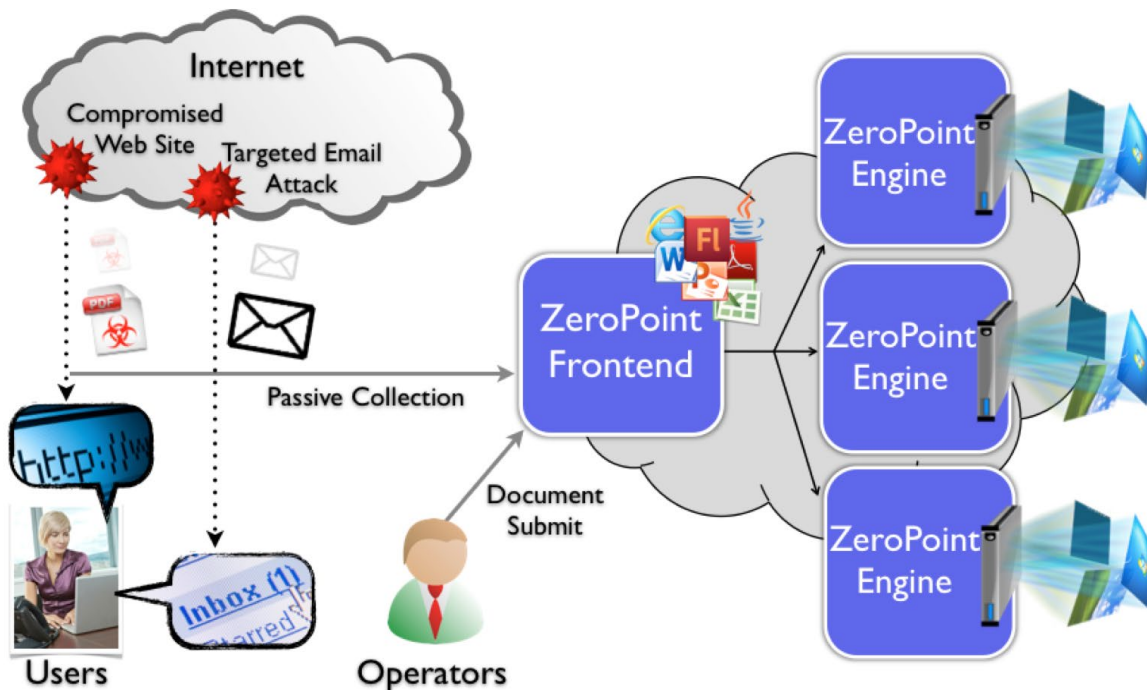 Internet
Compromised
Web Site
Targeted Email
Attack
PDF
Passive Collection
http://w
Inbox (1)
Starred
Users
Document
Submit
Operators
ZeroPoint
Frontend
Fl
W
P
ZeroPoint
Engine
ZeroPoint
Engine
ZeroPoint
Engine